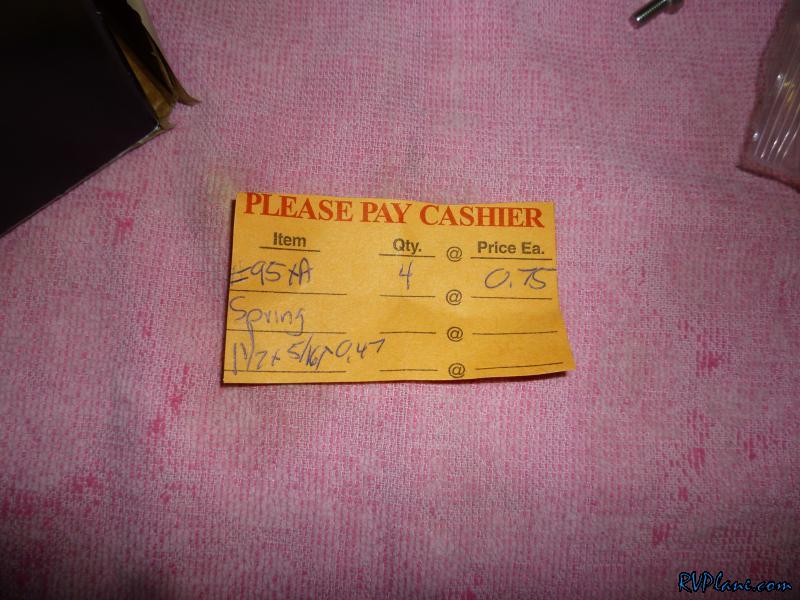 PLEASE PAY CASHIER
Item Qty. @ Price Ea.
4 @ 0.75
Spring @
1 1/2 x 5/16 x 0.47 @
RVPlane.com